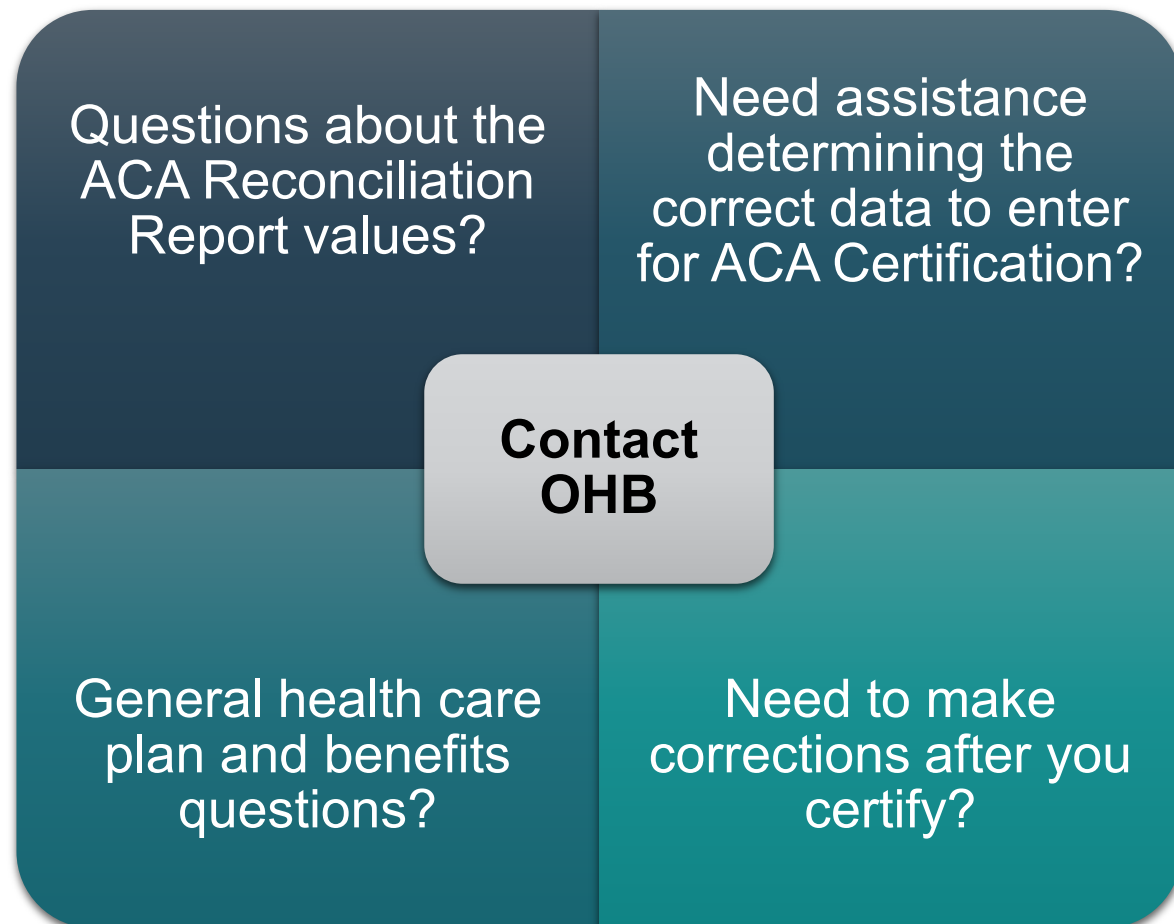 Questions about the
ACA Reconciliation
Report values?
Need assistance
determining the
correct data to enter
for ACA Certification?
Contact
OHB
General health care
plan and benefits
questions?
Need to make
corrections after you
certify?